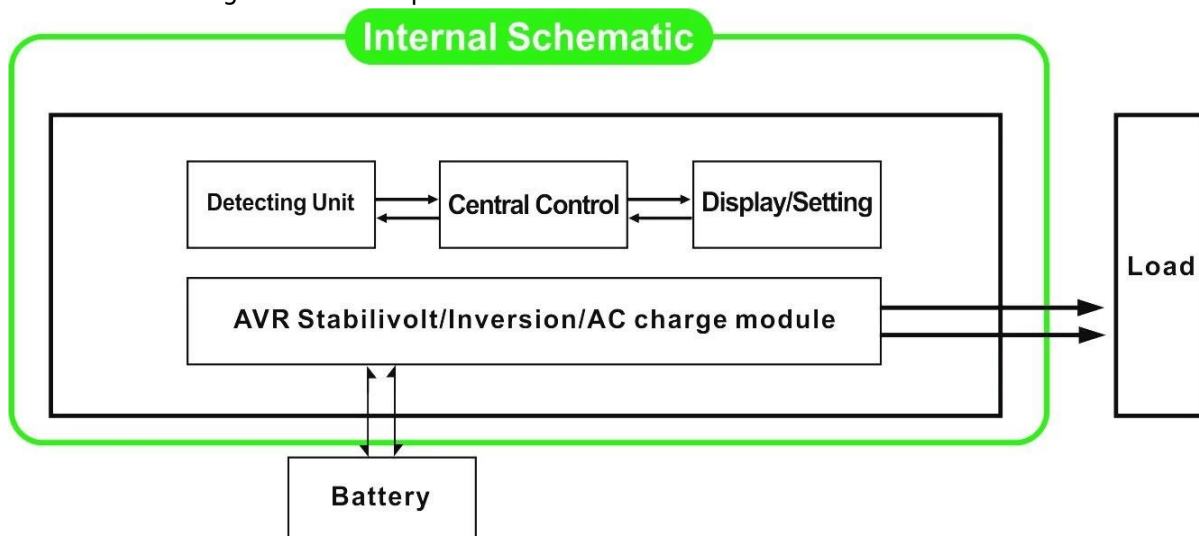 Internal Schematic
Detecting Unit
Central Control
Display/Setting
AVR Stabilivolt/Inversion/AC charge module
Load
Battery